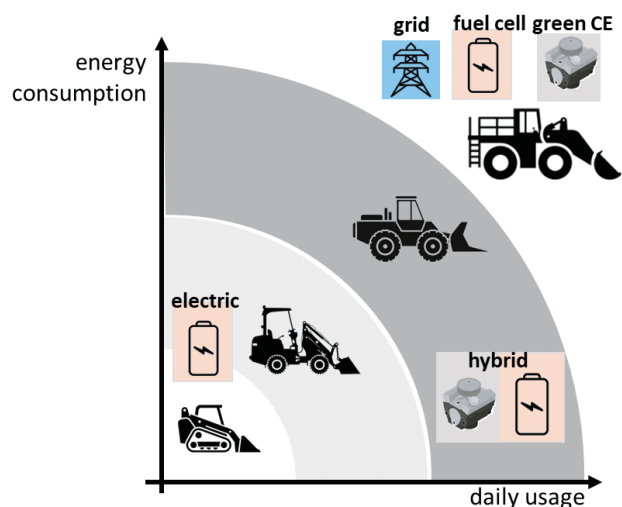 grid
fuel cell
green CE
energy
consumption
electric
hybrid
daily usage